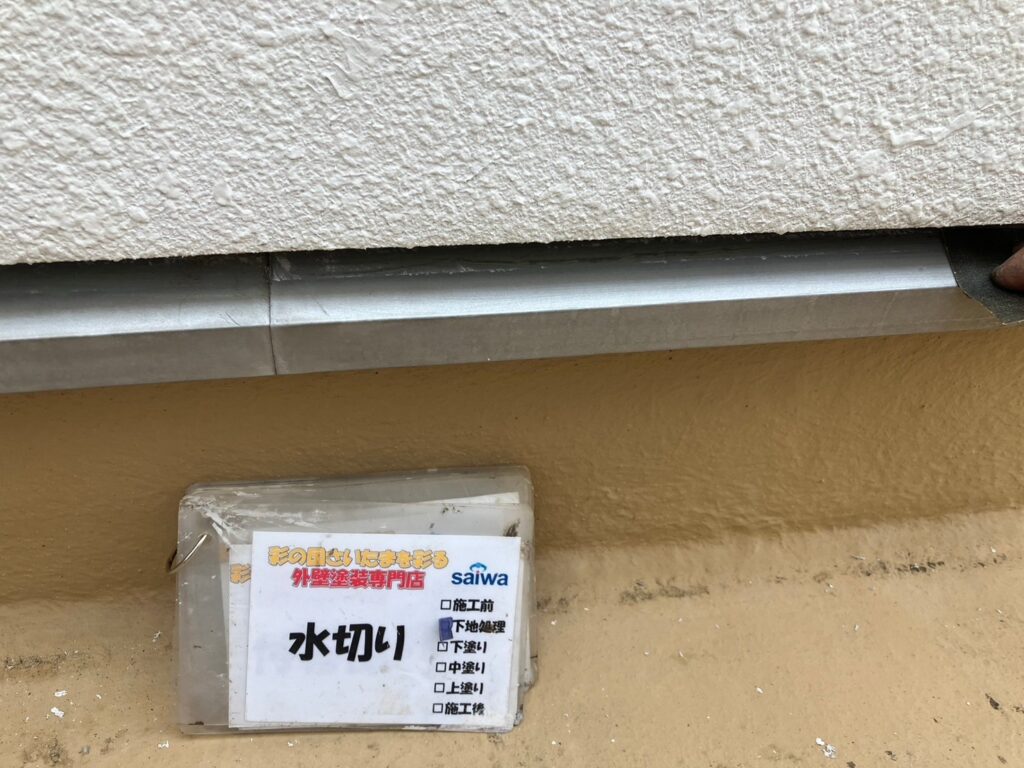 彩の国さいたまを彩る
外壁塗装専門店
saiwa
水切り
□施工前
下地処理
□下塗り
□中塗り
□上塗り
□施工後
彩